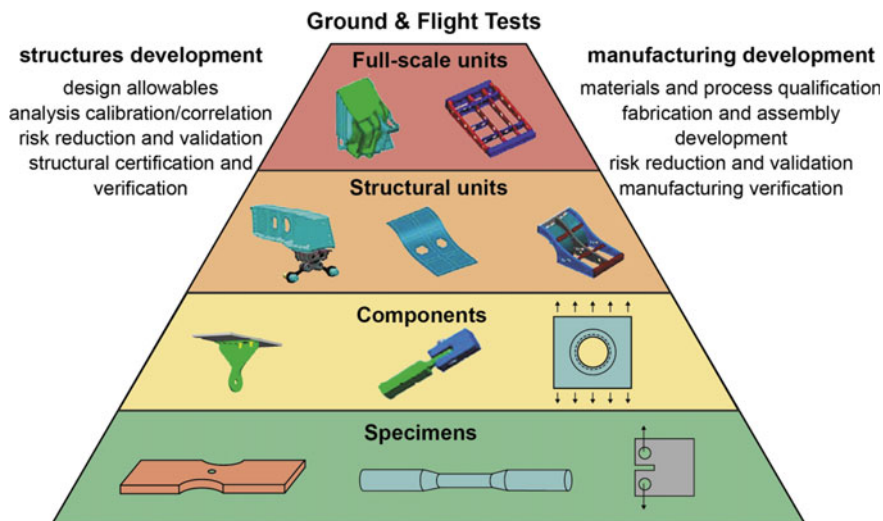 Ground & Flight Tests
structures development
design allowables
analysis calibration/correlation
risk reduction and validation
structural certification and
verification
manufacturing development
materials and process qualification
fabrication and assembly
development
risk reduction and validation
manufacturing verification
Full-scale units
Structural units
Components
Specimens